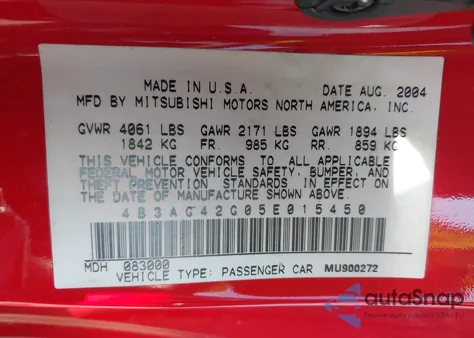 MADE IN U.S.A. DATE AUG. 2004
MFD BY MITSUBISHI MOTORS NORTH AMERICA, INC.
GVWR 4061 LBS GAWR 2171 LBS GAWR 1894 LBS
1842 KG FR. 985 KG RR. 859 KG
THIS VEHICLE CONFORMS TO ALL APPLICABLE
FEDERAL MOTOR VEHICLE SAFETY, BUMPER, AND
THEFT PREVENTION STANDARDS IN EFFECT ON
THE DATE OF MANUFACTURE SHOWN ABOVE.
4B3AG42G05E015450
MDH 083000
VEHICLE TYPE: PASSENGER CAR MU900272
autoSnap